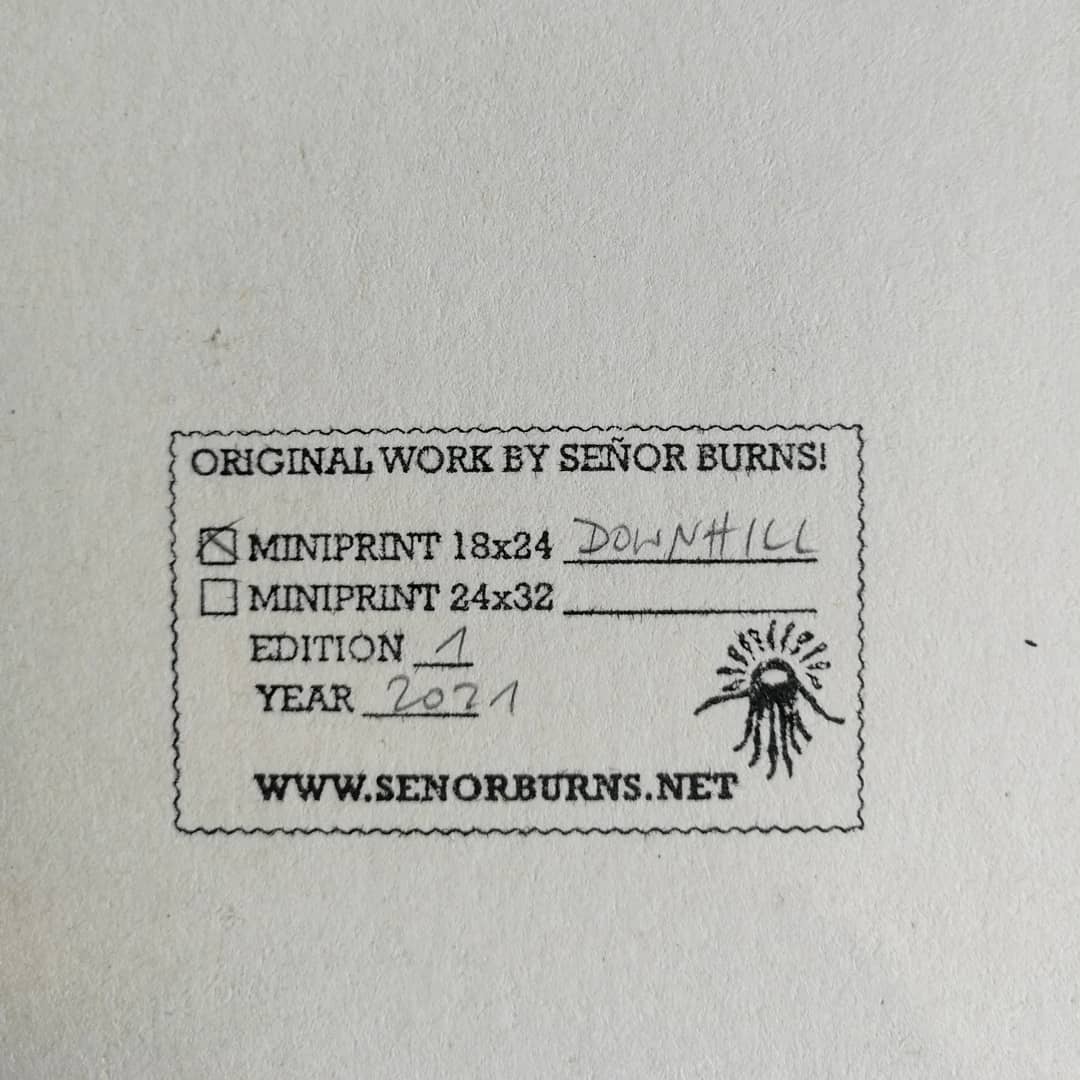 ORIGINAL WORK BY SEÑOR BURNS!
MINIPRINT 18x24 DOWNHILL
MINIPRINT 24x32
EDITION 1
YEAR 2021
WWW.SENORBURNS.NET